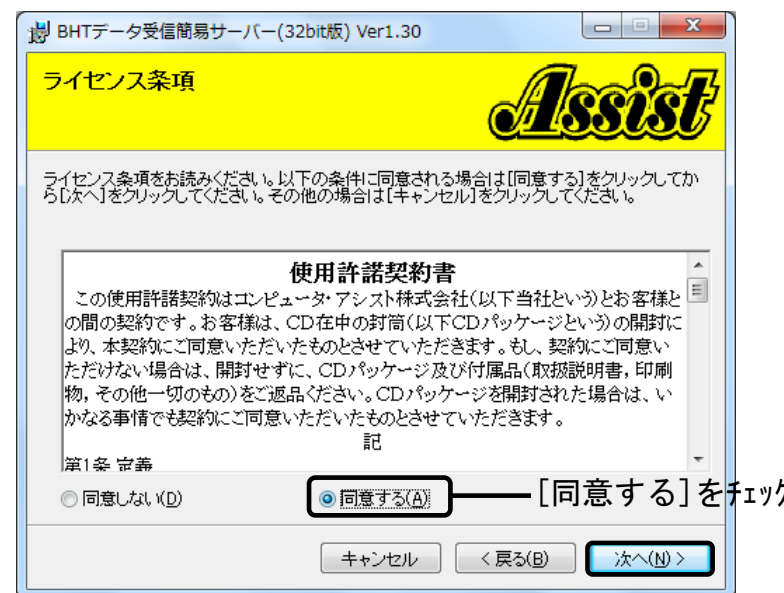 BHTデータ受信簡易サーバー(32bit版) Ver1.30
ライセンス条項
Assist
ライセンス条項をお読みください。以下の条件に同意される場合は[同意する]をクリックしてか
ら[次へ]をクリックしてください。その他の場合は[キャンセル]をクリックしてください。
使用許諾契約書
この使用許諾契約はコンピュータ・アシスト株式会社(以下当社という)とお客様と
の間の契約です。お客様は、CD在中の封筒(以下CDパッケージという)の開封に
より、本契約にご同意いただいたものとさせていただきます。もし、契約にご同意い
ただけない場合は、開封せずに、CDパッケージ及び付属品(取扱説明書，印刷
物，その他一切のもの)をご返品ください。CDパッケージを開封された場合は、い
かなる事情でも契約にご同意いただいたものとさせていただきます。
記
第1条 定義
同意しない(D)
同意する(A)
[同意する]をﾁｪｯｸ
キャンセル
< 戻る(B)
次へ(N) >